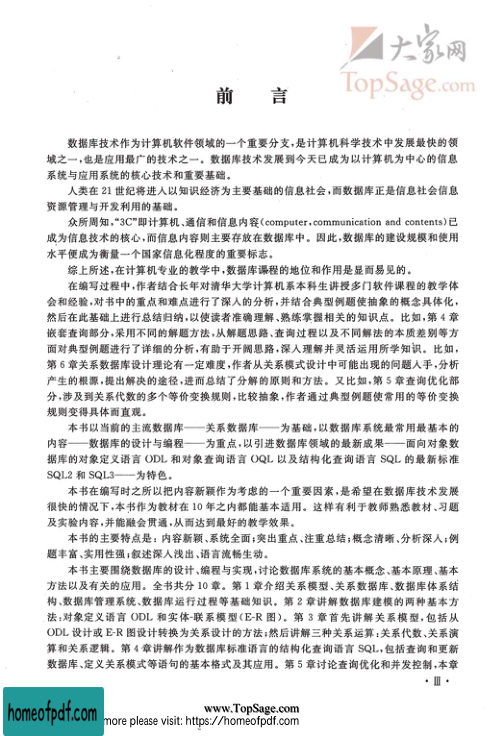 大家网
TopSage.com
前 言
数据库技术作为计算机软件领域的一个重要分支,是计算机科学技术中发展最快的领
域之一,也是应用最广的技术之一。数据库技术发展到今天已成为以计算机为中心的信息
系统与应用系统的核心技术和重要基础。
人类在 21 世纪将进入以知识经济为主要基础的信息社会,而数据库正是信息社会信息
资源管理与开发利用的基础。
众所周知,“3C”即计算机、通信和信息内容(computer,communication and contents)已
成为信息技术的核心,而信息内容则主要存放在数据库中。因此,数据库的建设规模和使用
水平便成为衡量一个国家信息化程度的重要标志。
综上所述,在计算机专业的教学中,数据库课程的地位和作用是显而易见的。
在编写过程中,作者结合长年对清华大学计算机系本科生讲授多门软件课程的教学体
会和经验,对书中的重点和难点进行了深入的分析,并结合典型例题使抽象的概念具体化,
然后在此基础上进行总结归纳,以使读者准确理解、熟练掌握相关的知识点。比如,第 4 章
嵌套查询部分,采用不同的解题方法,从解题思路、查询过程以及不同解法的本质差别等方
面对典型例题进行了详细的分析,有助于开阔思路,深入理解并灵活运用所学知识。比如,
第 6 章关系数据库设计理论有一定难度,作者从关系模式设计中可能出现的问题入手,分析
产生的根源,提出解决的途径,进而总结了分解的原则和方法。又比如,第 5 章查询优化部
分,涉及到关系代数的多个等价变换规则,比较抽象,作者通过典型例题使常用的等价变换
规则变得具体而直观。
本书以当前的主流数据库——关系数据库——为基础,以数据库系统最常用最基本的
内容——数据库的设计与编程——为重点,以引进数据库领域的最新成果——面向对象数
据库的对象定义语言 ODL 和对象查询语言 OQL 以及结构化查询语言 SQL 的最新标准
SQL2 和 SQL3——为特色。
本书在编写时之所以把内容新颖作为考虑的一个重要因素,是希望在数据库技术发展
很快的情况下,本书作为教材在 10 年之内都能基本适用。这样有利于教师熟悉教材、习题
及实验内容,并能融会贯通,从而达到最好的教学效果。
本书的主要特点是:内容新颖、系统全面;突出重点、注重总结;概念清晰、分析深入;例
题丰富、实用性强;叙述深入浅出、语言流畅生动。
本书主要围绕数据库的设计、编程与实现,讨论数据库系统的基本概念、基本原理、基本
方法以及有关的应用。全书共分 10 章。第 1 章介绍关系模型、关系数据库、数据库体系结
构、数据库管理系统、数据库运行过程等基础知识。第 2 章讲解数据库建模的两种基本方
法:对象定义语言 ODL 和实体-联系模型(E-R 图)。第 3 章首先讲解关系模型,包括从
ODL 设计或 E-R 图设计转换为关系设计的方法;然后讲解三种关系运算:关系代数、关系演
算和关系逻辑。第 4 章讲解作为数据库标准语言的结构化查询语言 SQL,包括查询和更新
数据库、定义关系模式等语句的基本格式及其应用。第 5 章讨论查询优化和并发控制,本章
· Ⅲ ·
www.TopSage.com
homeofpdf.com
more please visit: https://homeofpdf.com